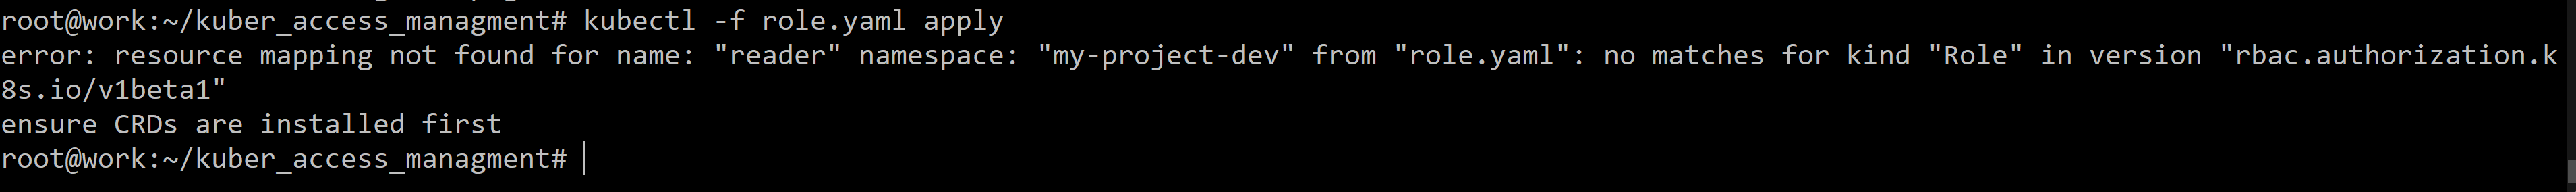 root@work:~/kuber_access_managment# kubectl -f role.yaml apply
error: resource mapping not found for name: "reader" namespace: "my-project-dev" from "role.yaml": no matches for kind "Role" in version "rbac.authorization.k
8s.io/v1beta1"
ensure CRDs are installed first
root@work:~/kuber_access_managment#